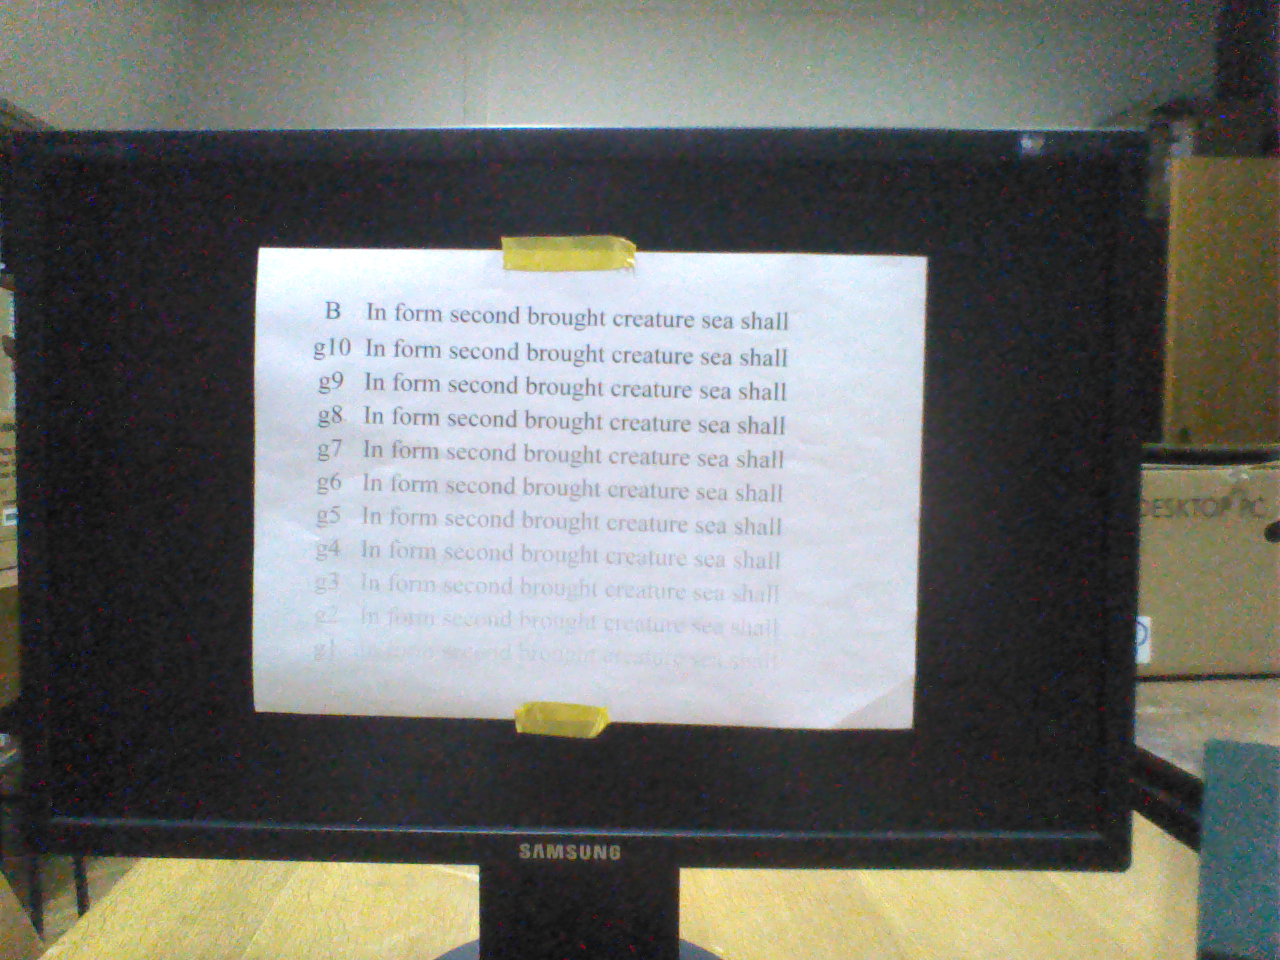 B In form second brought creature sea shall
g10 In form second brought creature sea shall
g9 In form second brought creature sea shall
g8 In form second brought creature sea shall
g7 In form second brought creature sea shall
g6 In form second brought creature sea shall
g5 In form second brought creature sea shall
g4 In form second brought creature sea shall
g3 In form second brought creature sea shall
g2 In form second brought creature sea shall
g1 In form second brought creature sea shall
DESKTOP PC
SAMSUNG